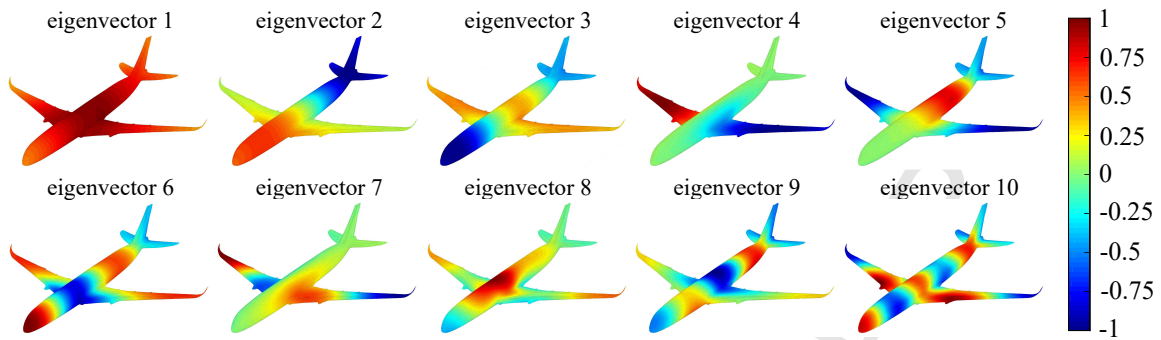 eigenvector 1
eigenvector 2
eigenvector 3
eigenvector 4
eigenvector 5
eigenvector 6
eigenvector 7
eigenvector 8
eigenvector 9
eigenvector 10
1
0.75
0.5
0.25
0
-0.25
-0.5
-0.75
-1